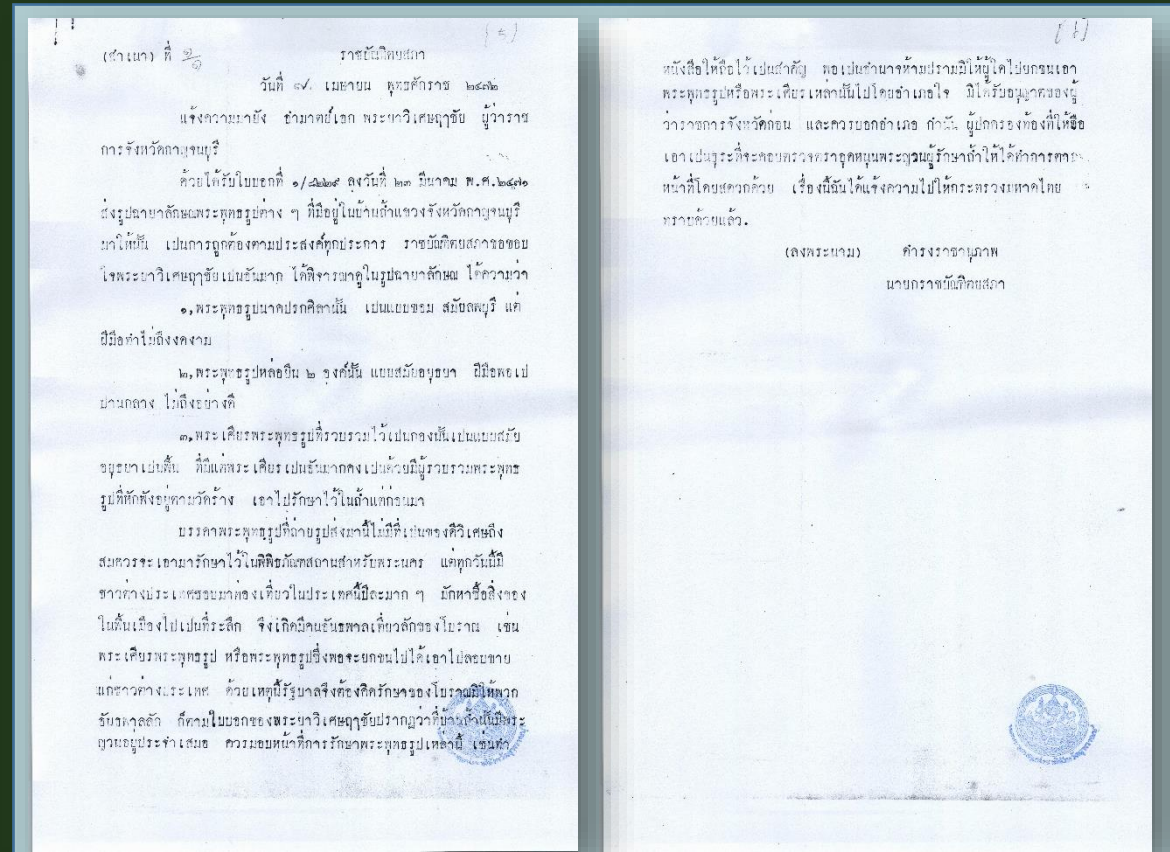 (สำเนา) ที่ ๒/๑
ราชบัณฑิตยสภา
วันที่ ๙ เมษายน พุทธศักราช ๒๔๗๒
แจ้งความมายัง อำมาตย์เอก พระยาวิเศษฤๅชัย ผู้ว่าราช
การจังหวัดกาญจนบุรี
ด้วยได้รับใบบอกที่ ลงวันที่ ๒๓ มีนาคม พ.ศ.๒๔๗๑
ส่งรูปฉายาลักษณพระพุทธรูปต่าง ๆ ที่มีอยู่ในบ้านถ้ำแขวงจังหวัดกาญจนบุรี
มาให้นั้น เปนการถูกต้องตามประสงค์ทุกประการ ราชบัณฑิตยสภาขอขอบ
ใจพระยาวิเศษฤๅชัยเปนอันมาก ได้พิจารณาดูในรูปฉายาลักษณ ได้ความว่า
๑,พระพุทธรูปนาคปรกศิลานั้น เปนแบบขอม สมัยลพบุรี แต่
ฝีมือทำไม่ถึงงดงาม
๒,พระพุทธรูปหล่อยืน ๒ องค์นั้น แบบสมัยอยุธยา ฝีมือพอเป
ปานกลาง ไม่ถึงอย่างดี
๓,พระเศียรพระพุทธรูปที่รวบรวมไว้เปนกองนั้นเปนแบบสมัย
อยุธยาเปนพื้น ที่มีแต่พระเศียรเปนอันมากคงเปนด้วยมีผู้รวบรวมพระพุทธ
รูปที่หักพังอยู่ตามวัดร้าง เอาไปรักษาไว้ในถ้ำแต่ก่อนมา
บรรดาพระพุทธรูปที่ถ่ายรูปส่งมานี้ไม่มีที่เปนของดีวิเศษถึง
สมควรจะเอามารักษาไว้ในพิพิธภัณฑสถานสำหรับพระนคร แต่ทุกวันนี้มี
ชาวต่างประเทศชอบมาท่องเที่ยวในประเทศนี้ปีละมาก ๆ มักหาซื้อสิ่งของ
ในพื้นเมืองไปเปนที่ระลึก จึงเกิดมีคนอันธพาลเที่ยวลักของโบราณ เช่น
พระเศียรพระพุทธรูป หรือพระพุทธรูปซึ่งพอจะยกขนไปได้เอาไปลอบขาย
แก่ชาวต่างประเทศ ด้วยเหตุนี้รัฐบาลจึงต้องคิดรักษาของโบราณมิให้พวก
อันธพาลลัก ก็ตามใบบอกของพระยาวิเศษฤๅชัยปรากฏว่าที่บ้านถ้ำนั้นมีพระ
ญวนอยู่ประจำเสมอ ควรมอบหน้าที่การรักษาพระพุทธรูปเหล่านี้ เช่นทำ
หนังสือให้ถือไว้เปนสำคัญ พอเปนอำนาจห้ามปรามมิให้ผู้ใดไปยกขนเอา
พระพุทธรูปหรือพระเศียรเหล่านั้นไปโดยอำเภอใจ มิได้รับอนุญาตของผู้
ว่าราชการจังหวัดก่อน และควรบอกอำเภอ กำนัน ผู้ปกครองท้องที่ให้ถือ
เอาเปนธุระที่จะคอยตรวจตราอุดหนุนพระญวนผู้รักษาถ้ำให้ได้ทำการตาม
หน้าที่โดยสดวกด้วย เรื่องนี้ฉันได้แจ้งความไปให้กระทรวงมหาดไทย
ทราบด้วยแล้ว.
(ลงพระนาม) ดำรงราชานุภาพ
นายกราชบัณฑิตยสภา